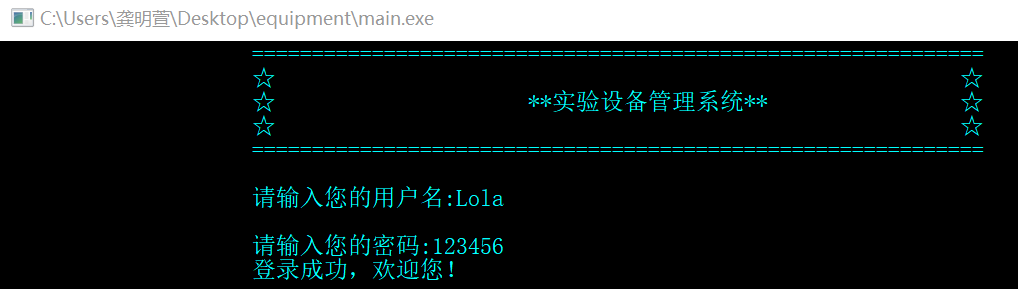 C:\Users\龚明萱\Desktop\equipment\main.exe
=============================================================
☆ ☆
☆ **实验设备管理系统** ☆
☆ ☆
=============================================================
请输入您的用户名:Lola
请输入您的密码:123456
登录成功，欢迎您！